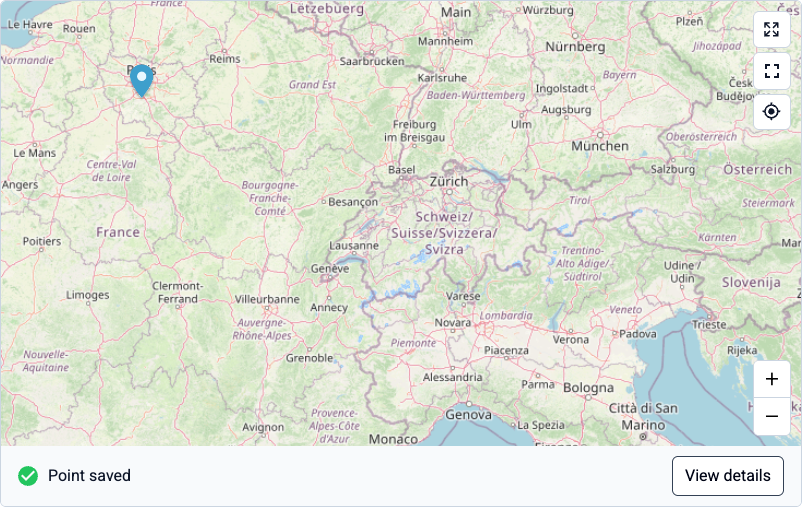 Lëtzebuerg
Main
Würzburg
Plzeň
Le Havre
Rouen
Reims
Saarbrücken
Mannheim
Nürnberg
Jihozápad
Normandie
Paris
Karlsruhe
Grand Est
Baden-Württemberg
Ingolstadt
Bayern
Augsburg
Freiburg
im Breisgau
Ulm
München
Oberösterreich
Le Mans
Centre-Val
de Loire
Basel
Zürich
Salzburg
Österreich
Angers
Bourgogne-
Franche-
Comté
Besançon
Tirol
Steiermark
Schweiz/
Suisse/Svizzera/
Svizra
France
Poitiers
Lausanne
Kärnten
Trentino-
Alto Adige/
Südtirol
Genève
Udine/
Udin
Slovenija
Limoges
Clermont-
Ferrand
Villeurbanne
Annecy
Varese
Auvergne-
Rhône-Alpes
Novara
Lombardia
Veneto
Trieste
Piemonte
Verona
Padova
Rijeka
Nouvelle-
Aquitaine
Grenoble
Piacenza
Alessandria
Parma
Bologna
Genova
Città di San
Marino
Provence-
Alpes-Côte
d'Azur
Avignon
La Spezia
Monaco
Point saved
View details